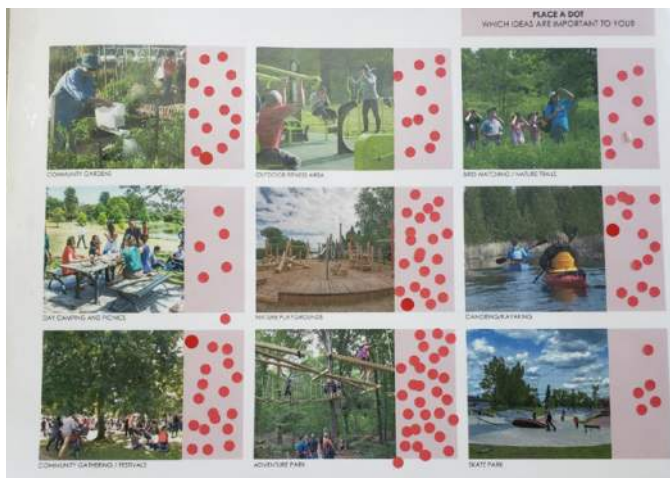 PLACE A DOT
WHICH IDEAS ARE IMPORTANT TO YOU?
COMMUNITY GARDENS
OUTDOOR FITNESS AREA
BIRD WATCHING / NATURE TRAILS
DAY CAMPING AND PICNICS
NATURE PLAYGROUNDS
CANOEING/KAYAKING
COMMUNITY GATHERING / FESTIVALS
ADVENTURE PARK
SKATE PARK